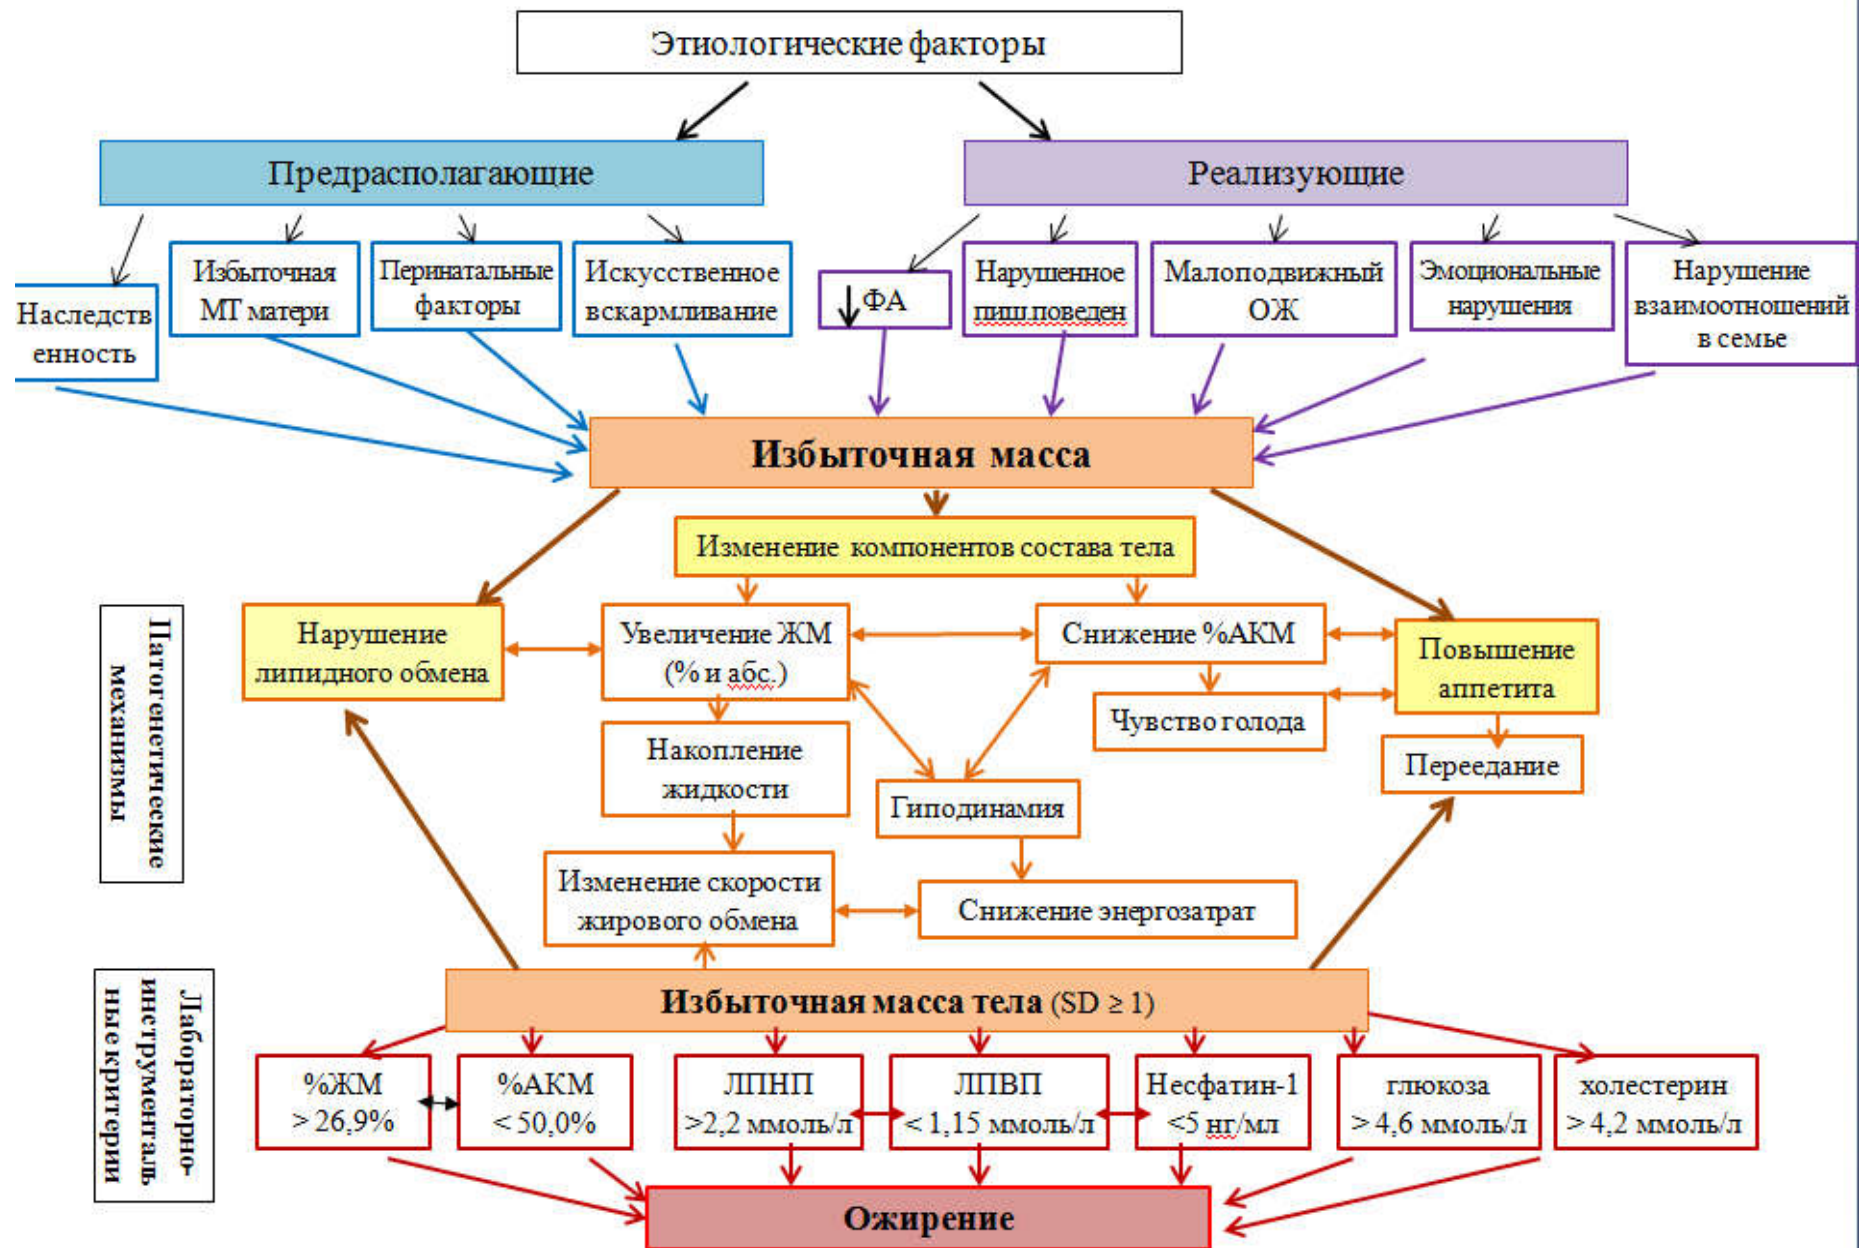 Этиологические факторы
Предрасполагающие
Реализующие
Наследств
енность
Избыточная
МТ матери
Перинатальные
факторы
Искусственное
вскармливание
↓ ФА
Нарушенное
пищ.поведен
Малоподвижный
ОЖ
Эмоциональные
нарушения
Нарушение
взаимоотношений
в семье
Избыточная масса
Изменение компонентов состава тела
Патогенетические
механизмы
Нарушение
липидного обмена
Увеличение ЖМ
(% и абс.)
Снижение %АКМ
Повышение
аппетита
Чувство голода
Накопление
жидкости
Переедание
Гиподинамия
Изменение скорости
жирового обмена
Снижение энергозатрат
Лабораторно-
инструменталь
ные критерии
Избыточная масса тела (SD ≥ 1)
%ЖМ
> 26,9%
%АКМ
< 50,0%
ЛПНП
>2,2 ммоль/л
ЛПВП
< 1,15 ммоль/л
Несфатин-1
<5 нг/мл
глюкоза
> 4,6 ммоль/л
холестерин
> 4,2 ммоль/л
Ожирение